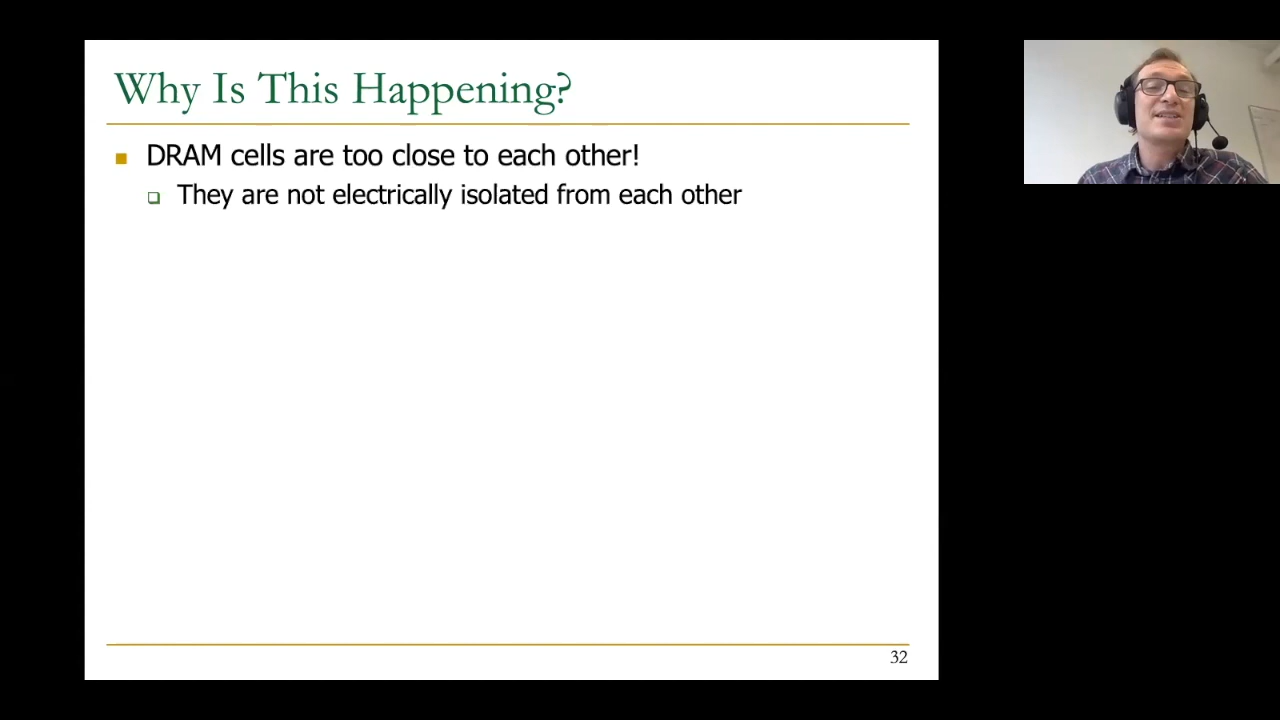 Why Is This Happening?
DRAM cells are too close to each other!
They are not electrically isolated from each other
32